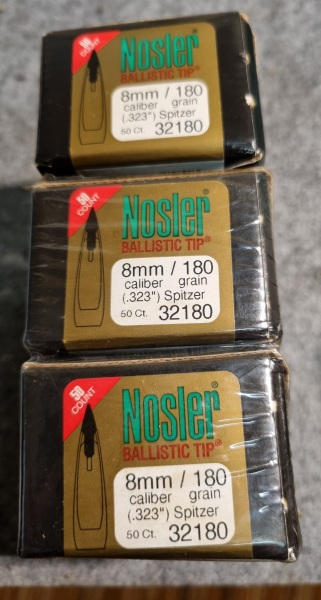 50
COUNT
Nosler
BALLISTIC TIP®
8mm / 180
caliber grain
(.323") Spitzer
50 Ct. 32180
50
COUNT
Nosler
BALLISTIC TIP®
8mm / 180
caliber grain
(.323") Spitzer
50 Ct. 32180
50
COUNT
Nosler
BALLISTIC TIP®
8mm / 180
caliber grain
(.323") Spitzer
50 Ct. 32180